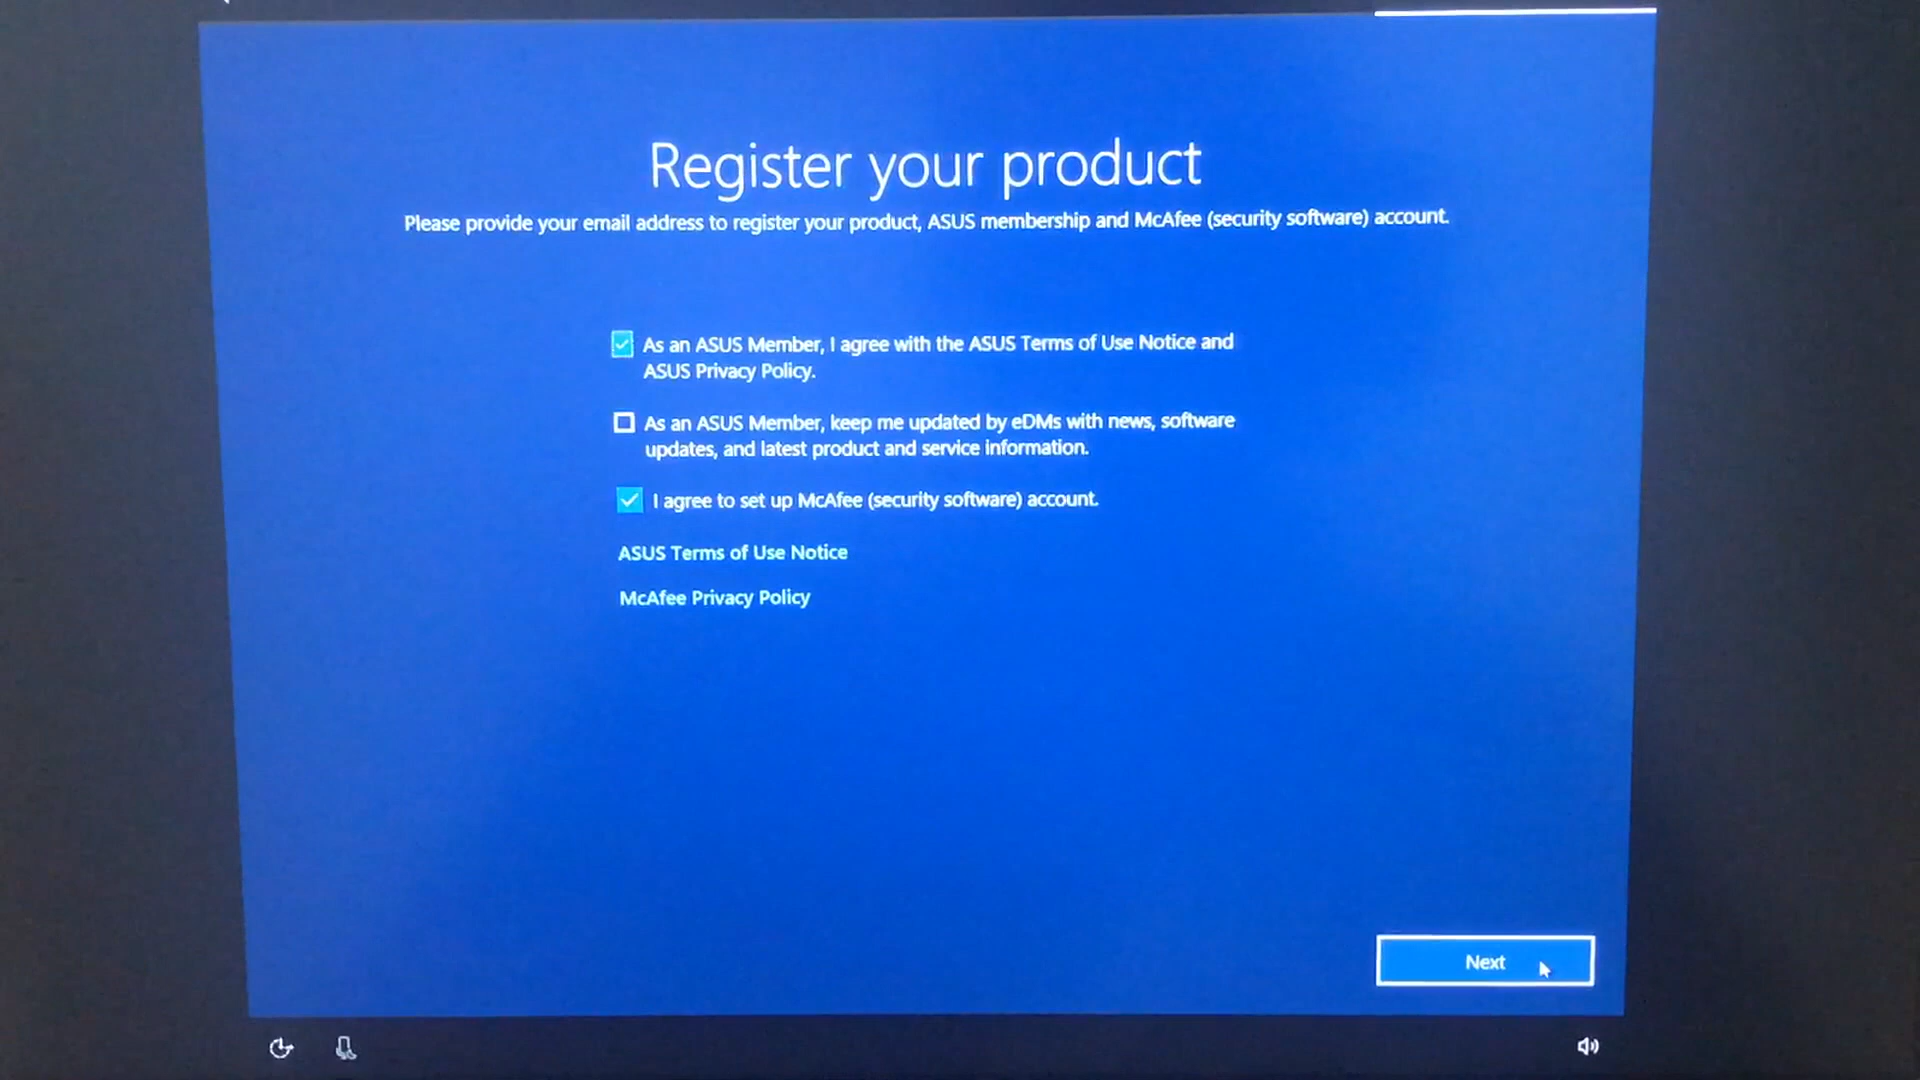 Register your product
Please provide your email address to register your product, ASUS membership and McAfee (security software) account.
As an ASUS Member, I agree with the ASUS Terms of Use Notice and
ASUS Privacy Policy.
As an ASUS Member, keep me updated by eDMs with news, software
updates, and latest product and service information.
I agree to set up McAfee (security software) account.
ASUS Terms of Use Notice
McAfee Privacy Policy
Next